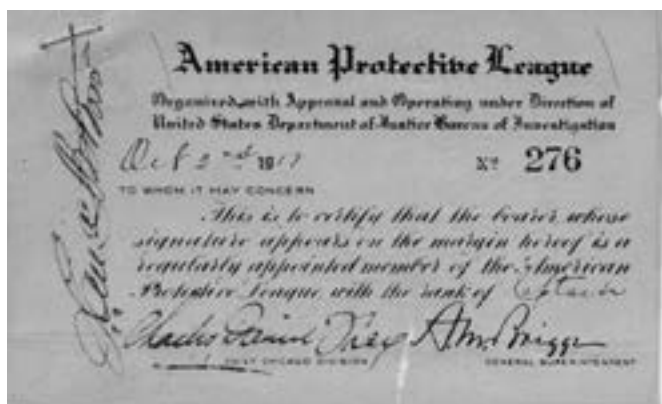 American Protective League
Organized with Approval and Operating under Direction of
United States Department of Justice Bureau of Investigation
Oct 2nd 1917
No 276
TO WHOM IT MAY CONCERN
This is to certify that the bearer whose
signature appears on the margin hereof is a
regularly appointed member of the American
Protective League with the rank of Captain
Charles Daniel Frey A.M. Briggs
CHIEF CHICAGO DIVISION GENERAL SUPERINTENDENT